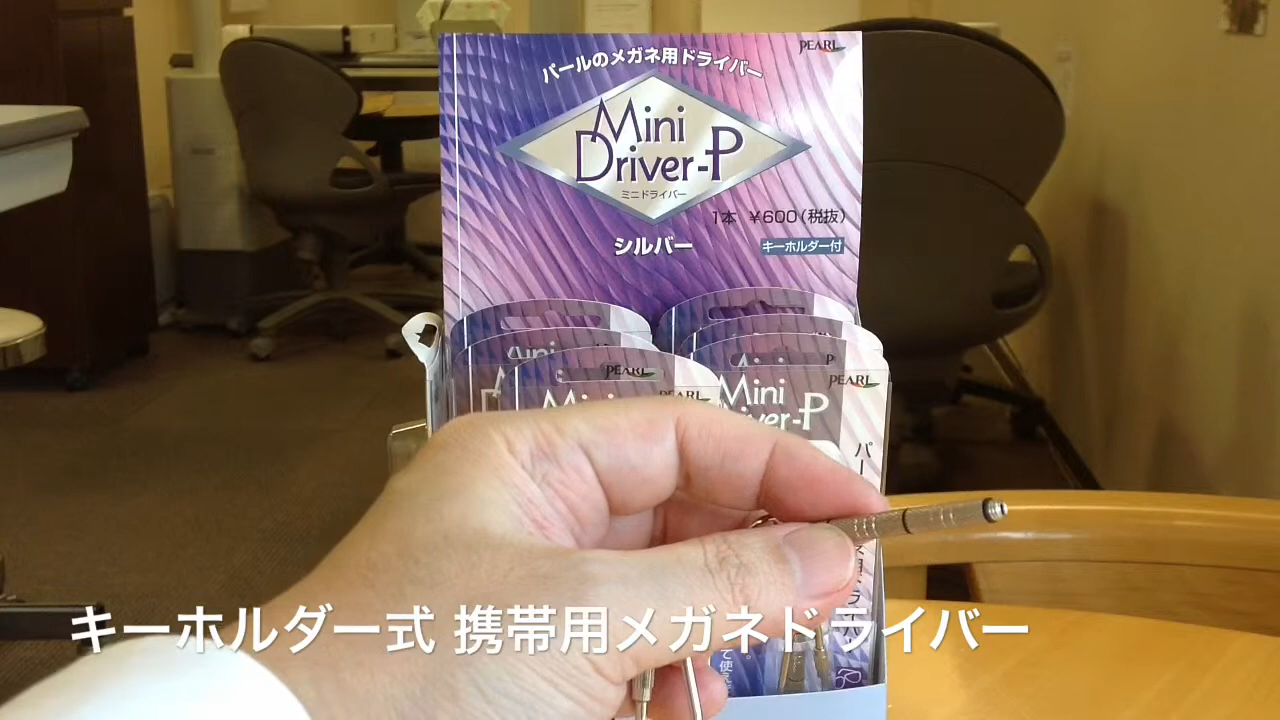 PEARL
パールのメガネ用ドライバー
Mini
Driver-P
ミニドライバー
1本 ¥600(税抜)
シルバー
キーホルダー付
PEARL
PEARL
PEARL
Mini
Driver-P
キーホルダー式 携帯用メガネドライバー